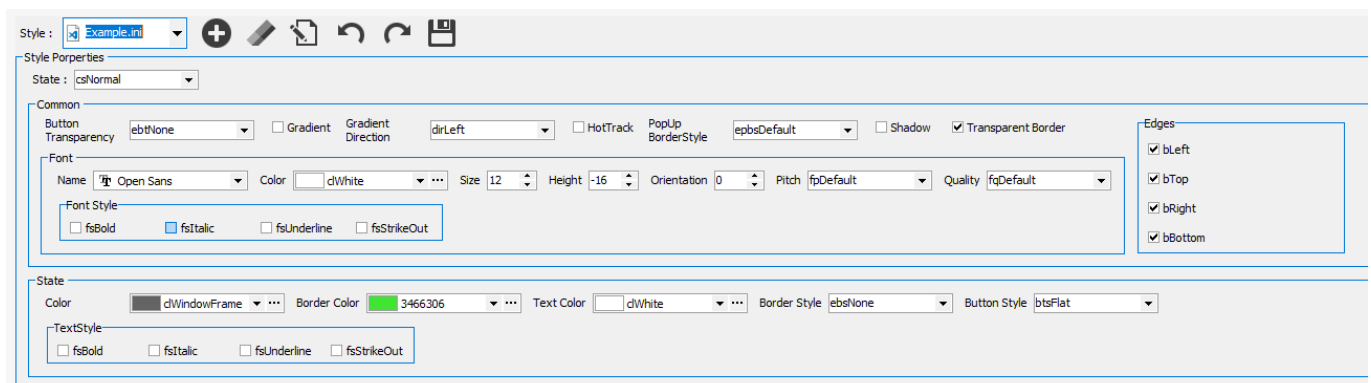 Style : Example.ini
Style Porperties
State : csNormal
Common
Button Transparency ebtNone Gradient Gradient Direction dirLeft HotTrack PopUp BorderStyle epbsDefault Shadow Transparent Border
Edges
bLeft
bTop
bRight
bBottom
Font
Name Open Sans Color clWhite Size 12 Height -16 Orientation 0 Pitch fpDefault Quality fqDefault
Font Style
fsBold fsItalic fsUnderline fsStrikeOut
State
Color clWindowFrame Border Color 3466306 Text Color clWhite Border Style ebsNone Button Style btsFlat
TextStyle
fsBold fsItalic fsUnderline fsStrikeOut